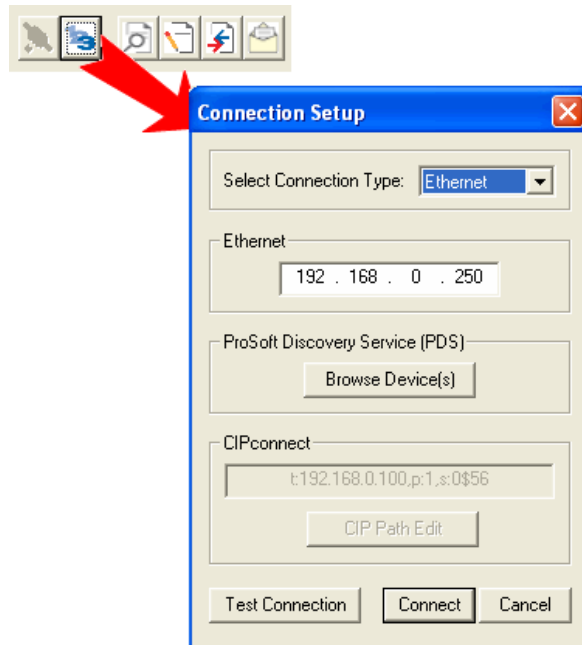 Connection Setup
Select Connection Type: Ethernet
Ethernet
192 . 168 . 0 . 250
ProSoft Discovery Service (PDS)
Browse Device(s)
CIPconnect
t:192.168.0.100,p:1,s:0$56
CIP Path Edit
Test Connection Connect Cancel